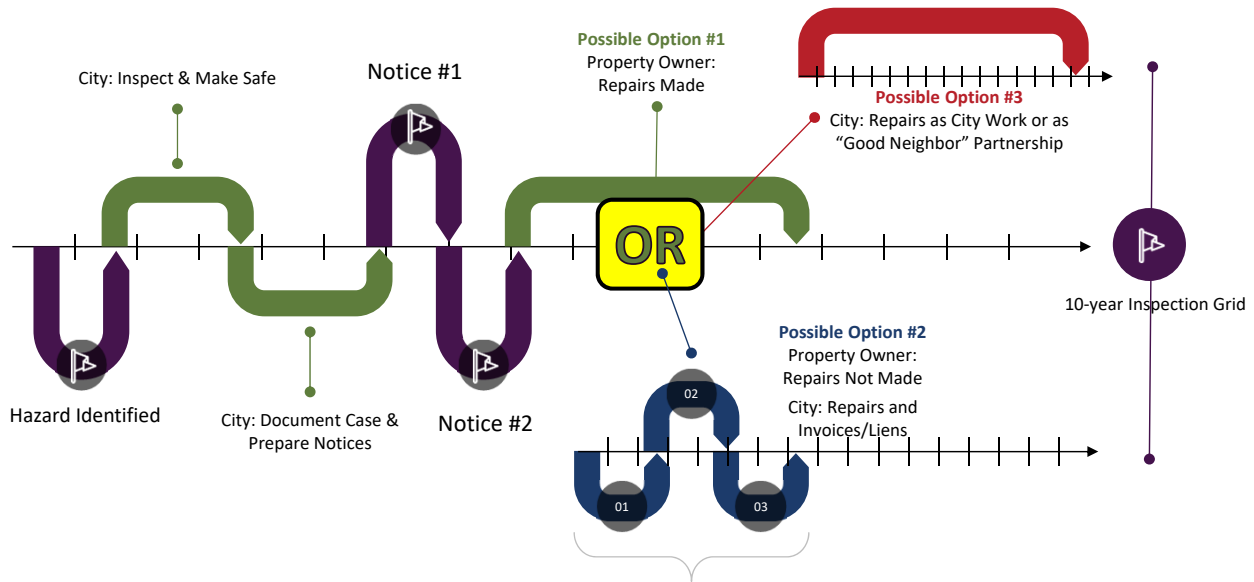 City: Inspect & Make Safe
Notice #1
Possible Option #1
Property Owner:
Repairs Made
Possible Option #3
City: Repairs as City Work or as
“Good Neighbor” Partnership
OR
10-year Inspection Grid
Hazard Identified
City: Document Case &
Prepare Notices
Notice #2
Possible Option #2
Property Owner:
Repairs Not Made
City: Repairs and
Invoices/Liens
02
01
03